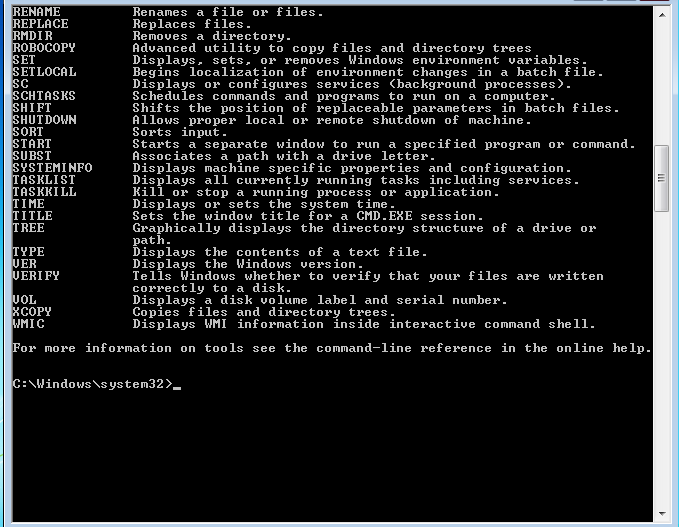 RENAME         Renames a file or files.
REPLACE        Replaces files.
RMDIR          Removes a directory.
ROBOCOPY       Advanced utility to copy files and directory trees
SET            Displays, sets, or removes Windows environment variables.
SETLOCAL       Begins localization of environment changes in a batch file.
SC             Displays or configures services (background processes).
SCHTASKS       Schedules commands and programs to run on a computer.
SHIFT          Shifts the position of replaceable parameters in batch files.
SHUTDOWN       Allows proper local or remote shutdown of machine.
SORT           Sorts input.
START          Starts a separate window to run a specified program or command.
SUBST          Associates a path with a drive letter.
SYSTEMINFO     Displays machine specific properties and configuration.
TASKLIST       Displays all currently running tasks including services.
TASKKILL       Kill or stop a running process or application.
TIME           Displays or sets the system time.
TITLE          Sets the window title for a CMD.EXE session.
TREE           Graphically displays the directory structure of a drive or
               path.
TYPE           Displays the contents of a text file.
VER            Displays the Windows version.
VERIFY         Tells Windows whether to verify that your files are written
               correctly to a disk.
VOL            Displays a disk volume label and serial number.
XCOPY          Copies files and directory trees.
WMIC           Displays WMI information inside interactive command shell.
For more information on tools see the command-line reference in the online help.
C:\Windows\system32>_